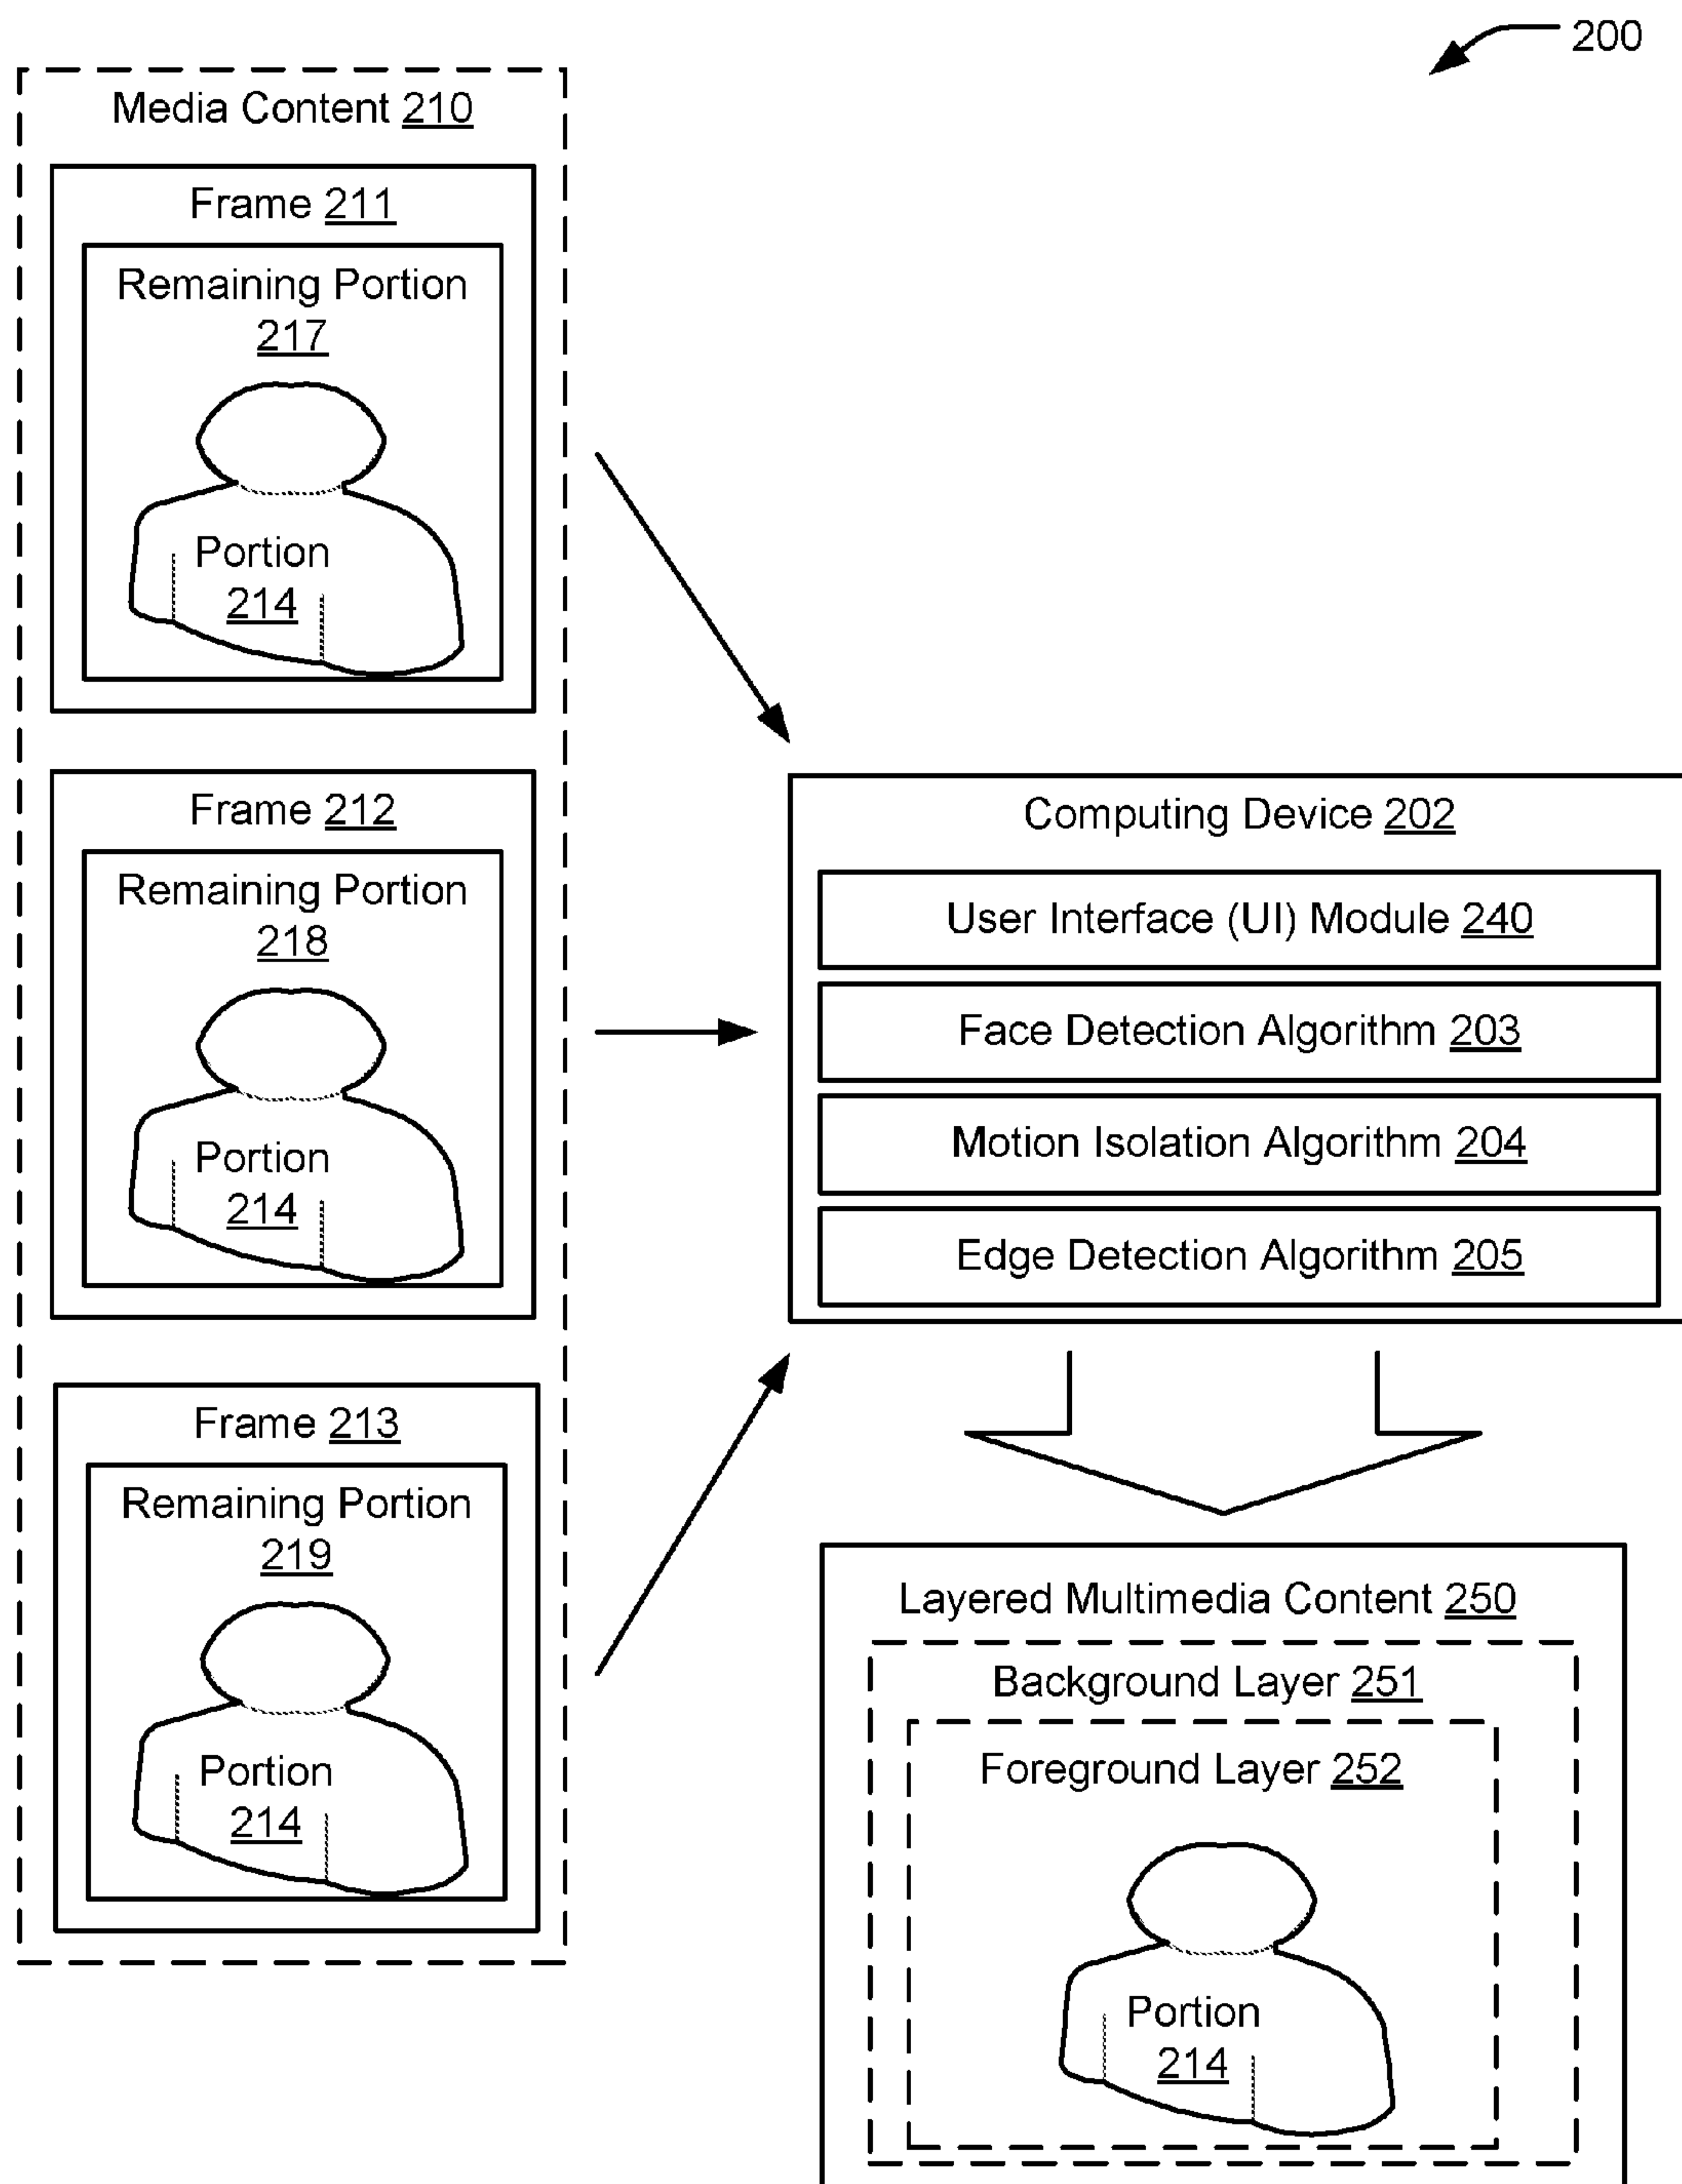 200
Media Content 210
Frame 211
Remaining Portion
217
Portion
214
Frame 212
Remaining Portion
218
Portion
214
Frame 213
Remaining Portion
219
Portion
214
Computing Device 202
User Interface (UI) Module 240
Face Detection Algorithm 203
Motion Isolation Algorithm 204
Edge Detection Algorithm 205
Layered Multimedia Content 250
Background Layer 251
Foreground Layer 252
Portion
214